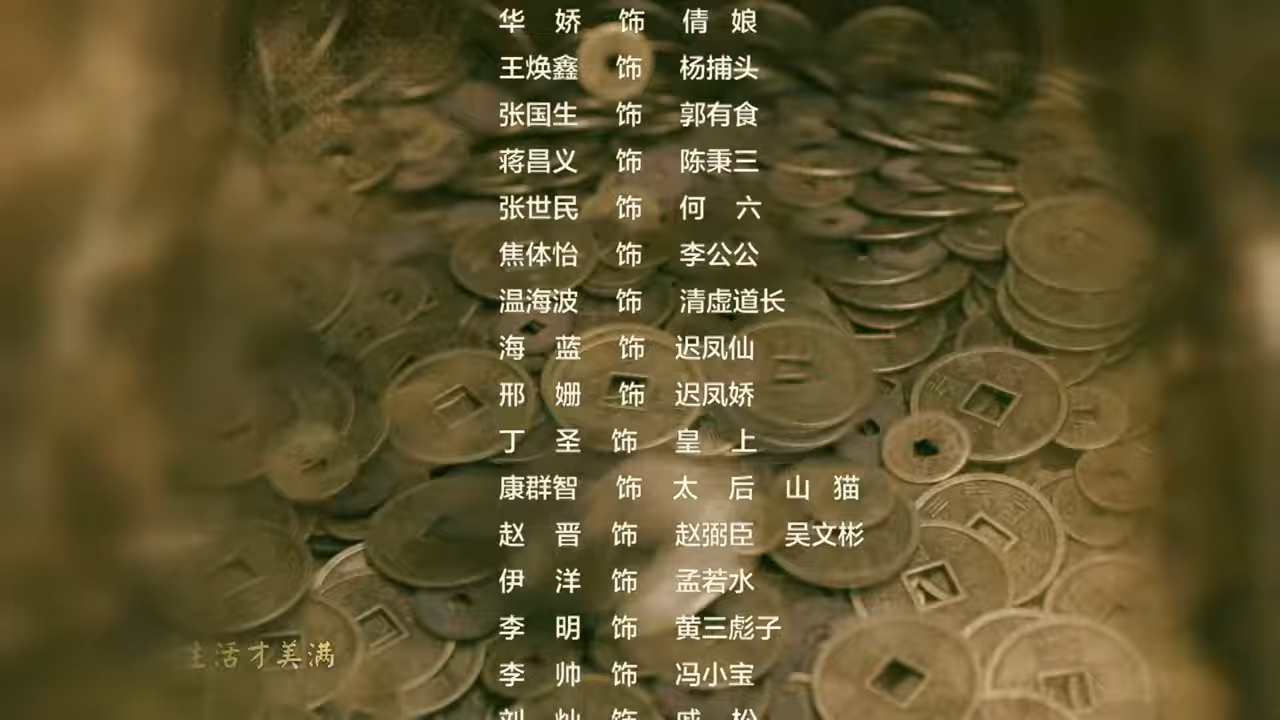 华 娇 饰 倩 娘
王焕鑫 饰 杨捕头
张国生 饰 郭有食
蒋昌义 饰 陈秉三
张世民 饰 何 六
焦体怡 饰 李公公
温海波 饰 清虚道长
海 蓝 饰 迟凤仙
邢 姗 饰 迟凤娇
丁 圣 饰 皇 上
康群智 饰 太 后 山 猫
赵 晋 饰 赵弼臣 吴文彬
伊 洋 饰 孟若水
李 明 饰 黄三彪子
生活才美满
李 帅 饰 冯小宝
刘 灿 饰 戚 松